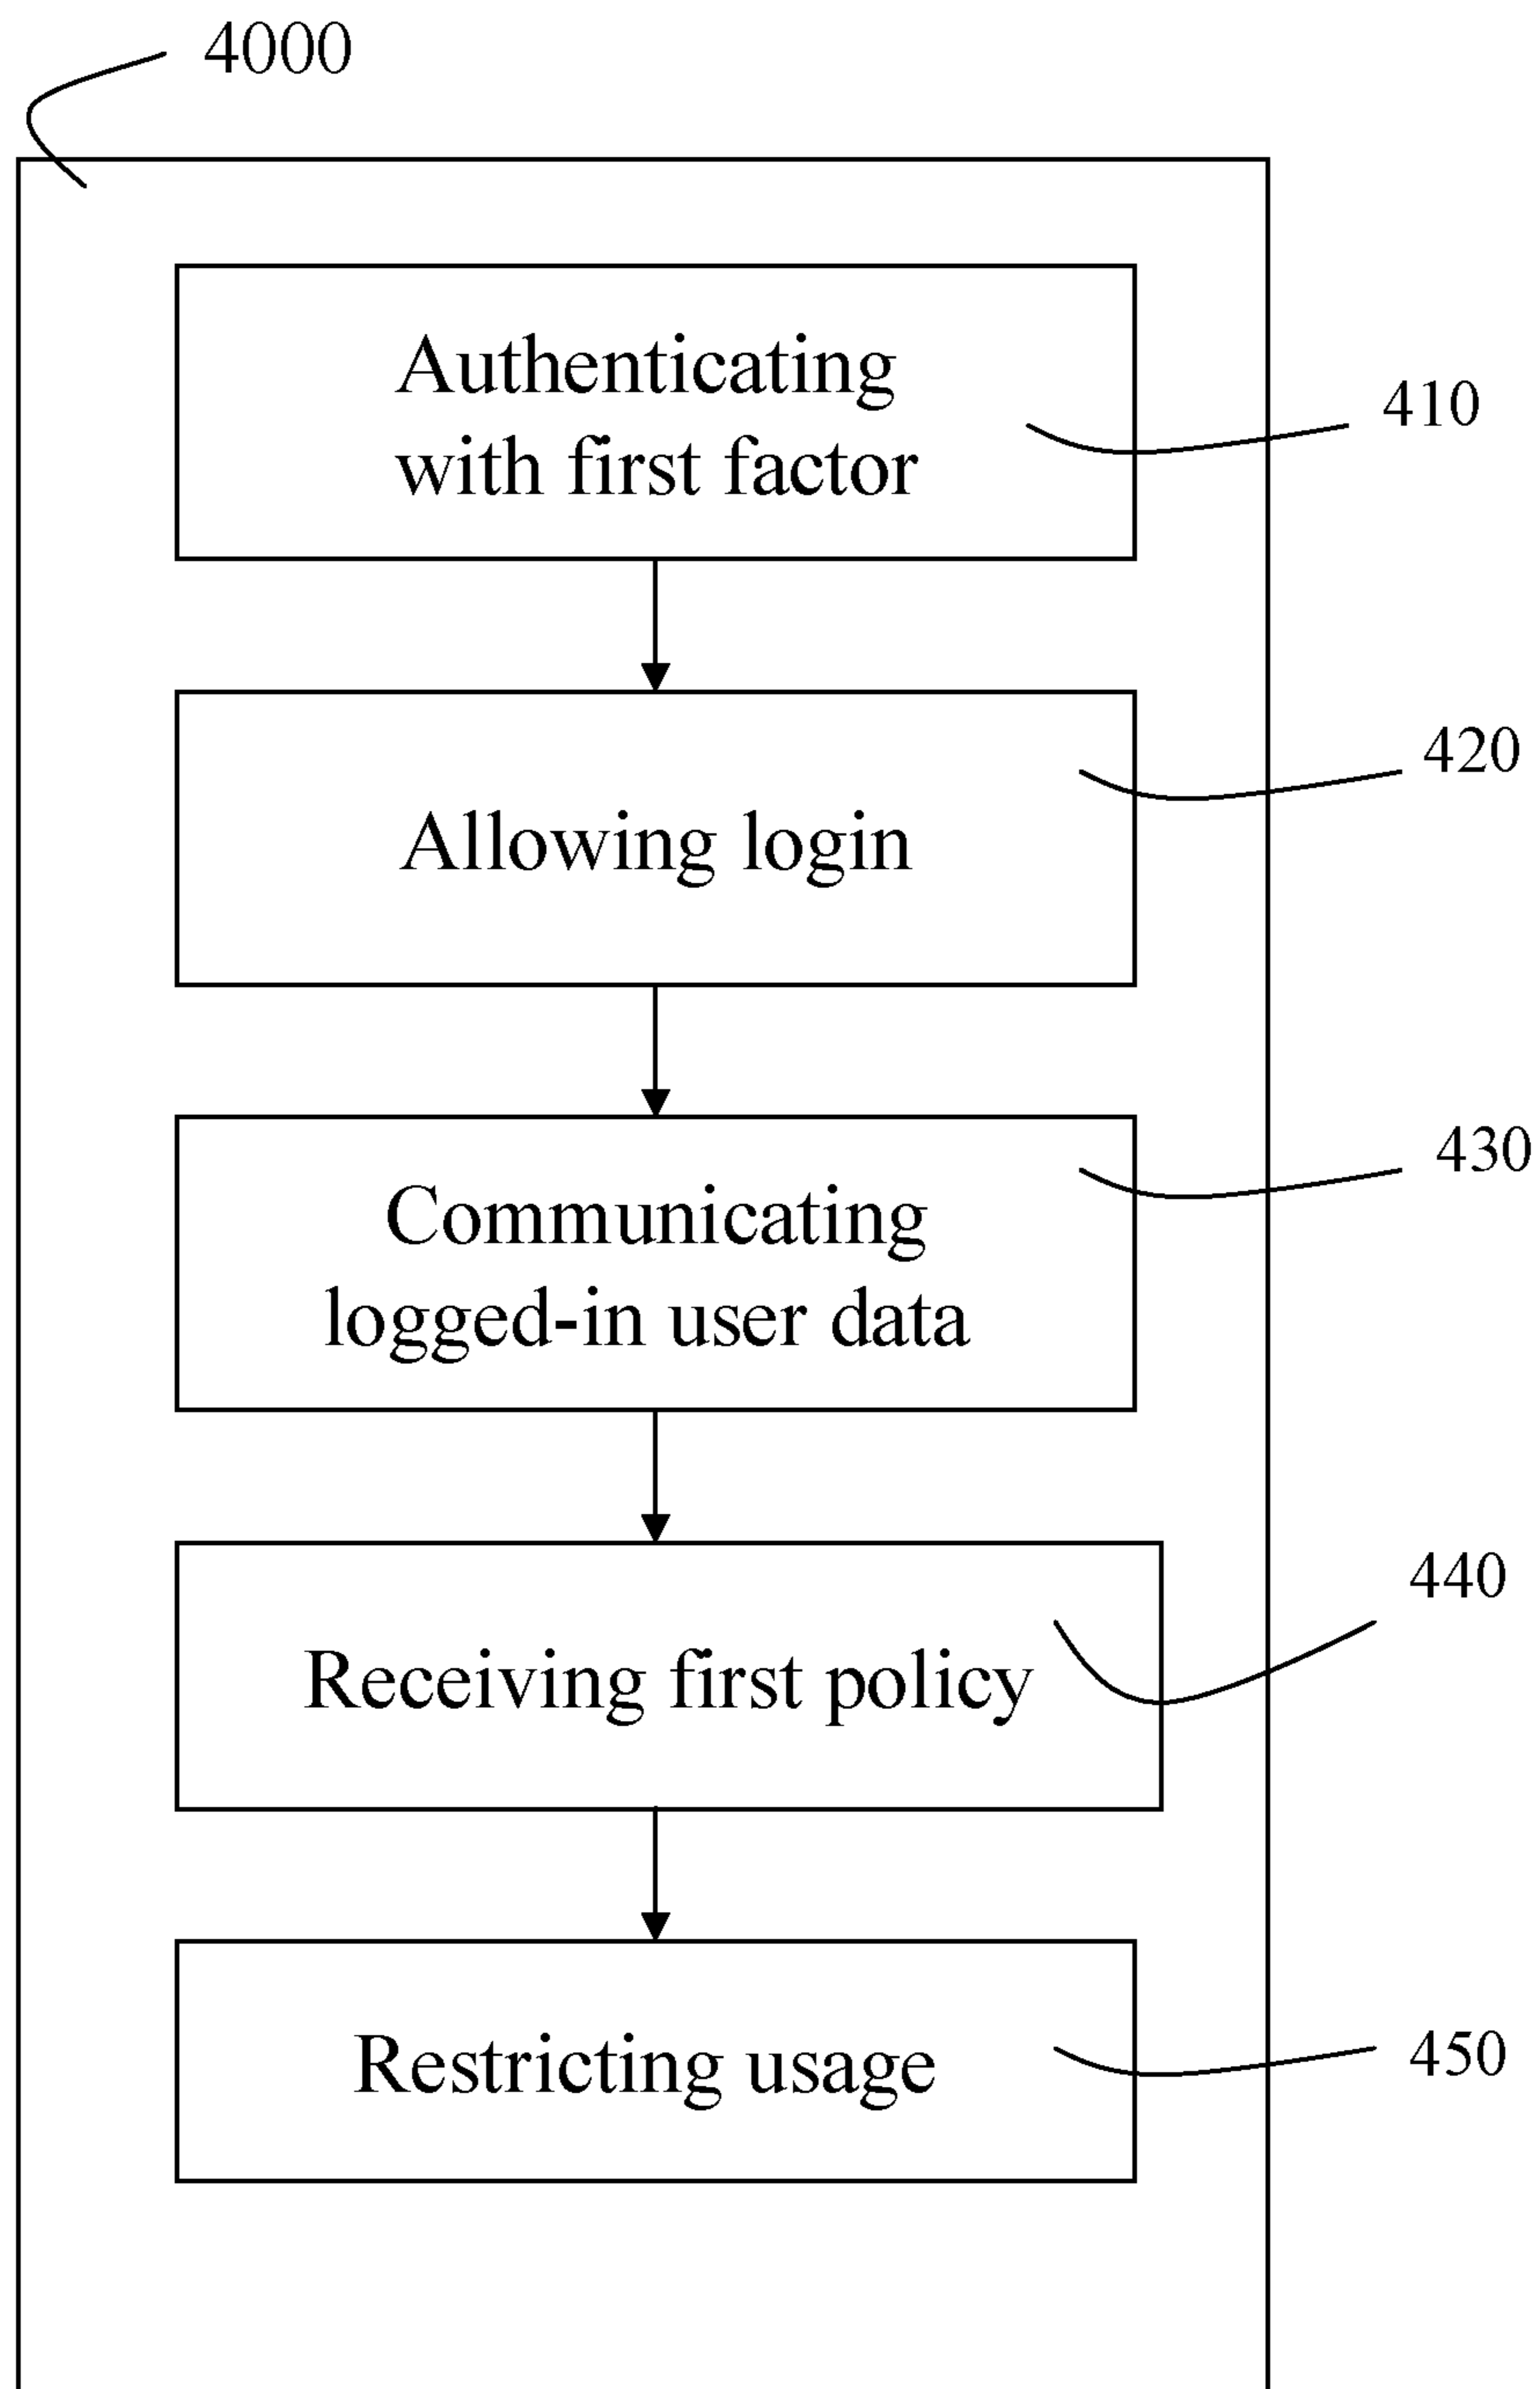 4000
Authenticating
with first factor
410
Allowing login
420
Communicating
logged-in user data
430
Receiving first policy
440
Restricting usage
450